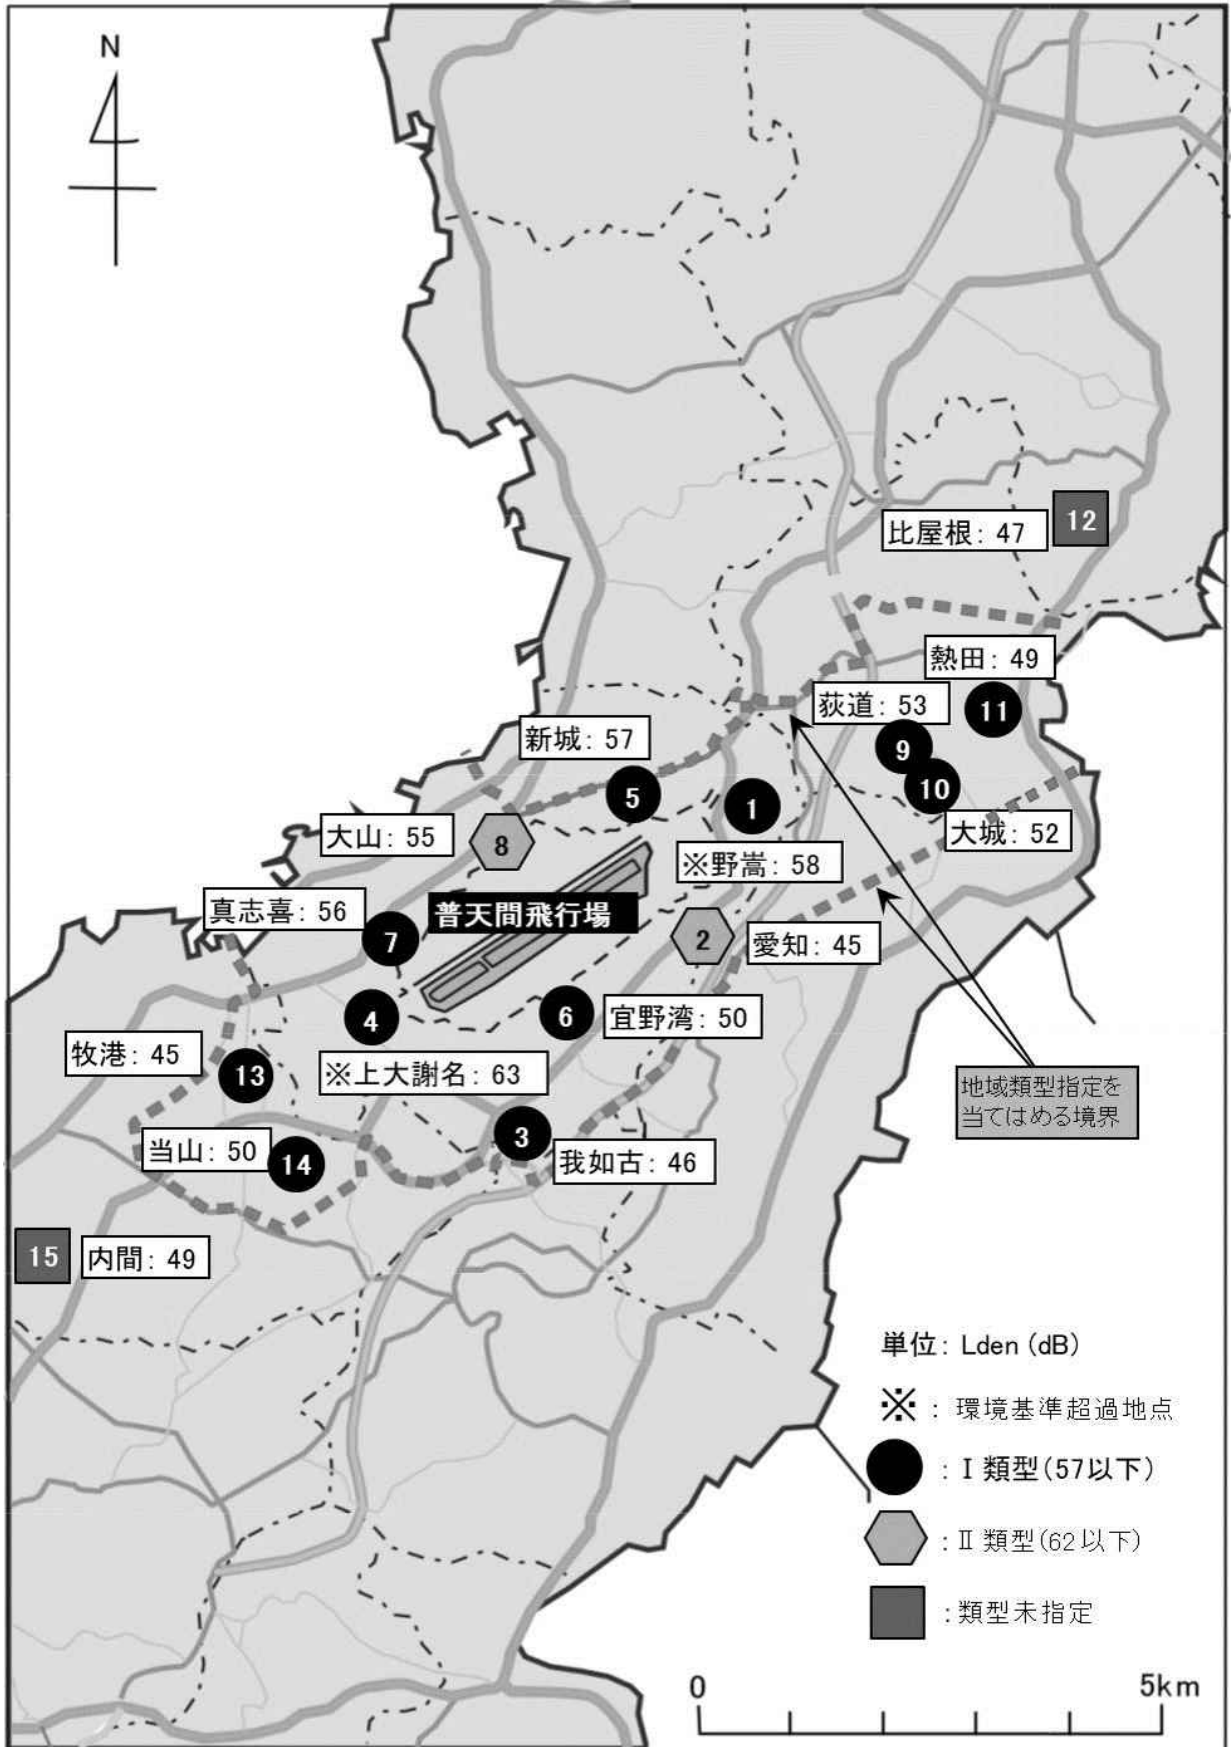 N
比屋根: 47
12
熱田: 49
荻道: 53
11
新城: 57
9
5
10
1
大山: 55
8
大城: 52
※野嵩: 58
真志喜: 56
普天間飛行場
7
2
愛知: 45
4
6
宜野湾: 50
牧港: 45
13
※上大謝名: 63
地域類型指定を
当てはめる境界
3
当山: 50
14
我如古: 46
15
内間: 49
単位: Lden (dB)
※ : 環境基準超過地点
: Ⅰ類型(57以下)
: Ⅱ類型(62以下)
: 類型未指定
0
5km